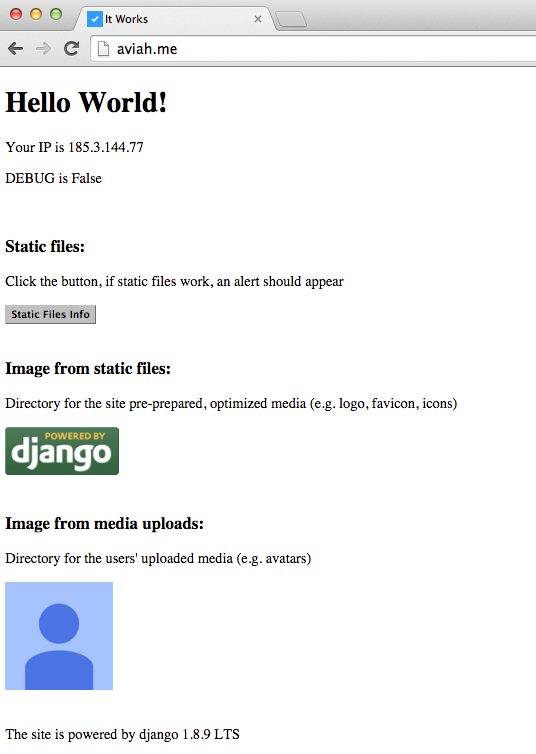 It Works
aviah.me
Hello World!
Your IP is 185.3.144.77
DEBUG is False
Static files:
Click the button, if static files work, an alert should appear
Static Files Info
Image from static files:
Directory for the site pre-prepared, optimized media (e.g. logo, favicon, icons)
POWERED BY
django
Image from media uploads:
Directory for the users' uploaded media (e.g. avatars)
The site is powered by django 1.8.9 LTS